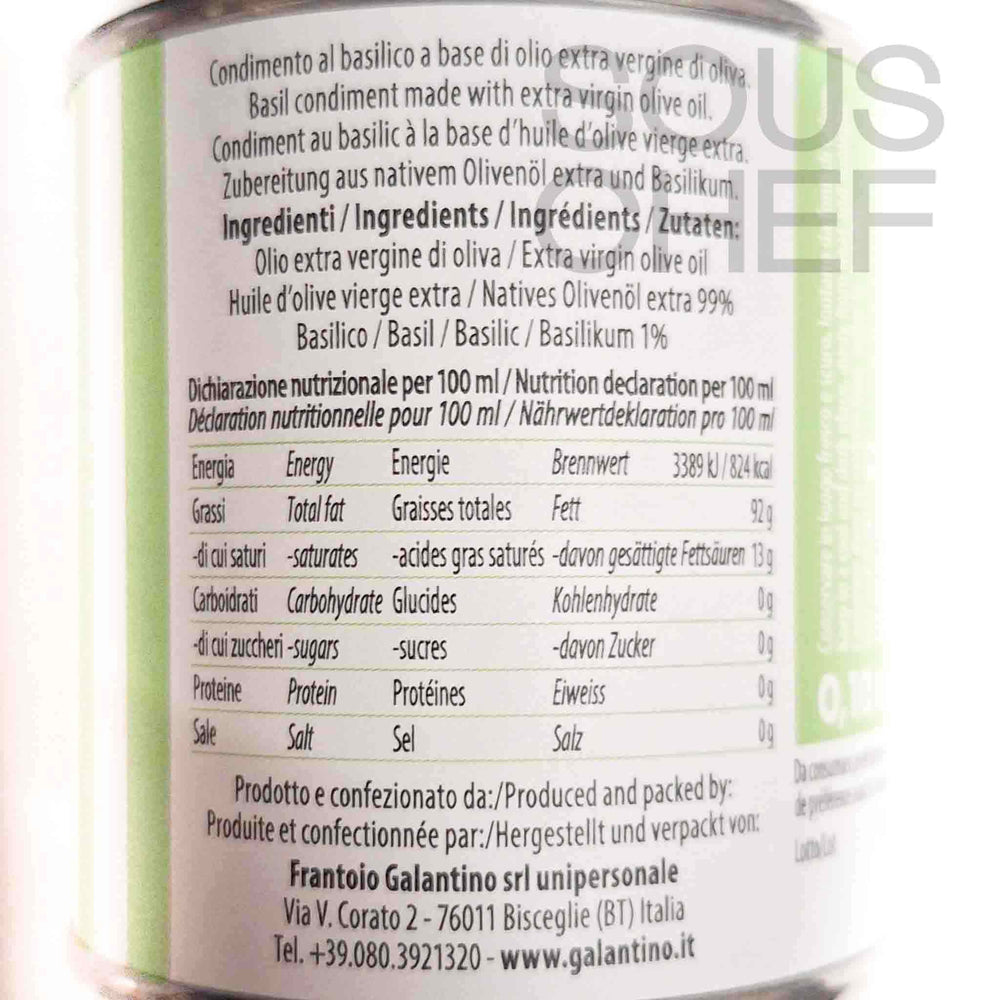 SOUS
CHEF
Condimento al basilico a base di olio extra vergine di oliva.
Basil condiment made with extra virgin olive oil.
Condiment au basilic à la base d'huile d'olive vierge extra.
Zubereitung aus nativem Olivenöl extra und Basilikum.
Ingredienti / Ingredients / Ingrédients / Zutaten:
Olio extra vergine di oliva / Extra virgin olive oil
Huile d'olive vierge extra / Natives Olivenöl extra 99%
Basilico / Basil / Basilic / Basilikum 1%
Dichiarazione nutrizionale per 100 ml / Nutrition declaration per 100 ml
Déclaration nutritionnelle pour 100 ml / Nährwertdeklaration pro 100 ml
Energia Energy Energie Brennwert 3389 kJ / 824 kcal
Grassi Total fat Graisses totales Fett 92 g
-di cui saturi -saturates -acides gras saturés -davon gesättigte Fettsäuren 13 g
Carboidrati Carbohydrate Glucides Kohlenhydrate 0 g
-di cui zuccheri -sugars -sucres -davon Zucker 0 g
Proteine Protein Protéines Eiweiss 0 g
Sale Salt Sel Salz 0 g
Prodotto e confezionato da:/Produced and packed by:
Produite et confectionnée par:/Hergestellt und verpackt von:
Frantoio Galantino srl unipersonale
Via V. Corato 2 - 76011 Bisceglie (BT) Italia
Tel. +39.080.3921320 - www.galantino.it
Da
Lotto/Lot